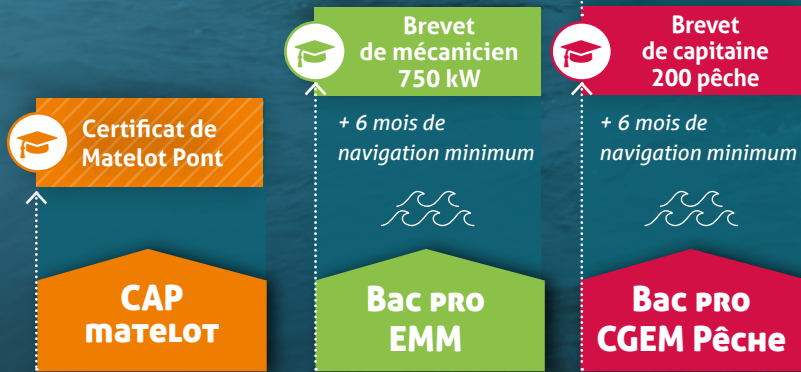 Certificat de
Matelot Pont
CAP
matelot
Brevet
de mécanicien
750 kW
+ 6 mois de
navigation minimum
Bac pro
EMM
Brevet
de capitaine
200 pêche
+ 6 mois de
navigation minimum
Bac pro
CGEM Pêche